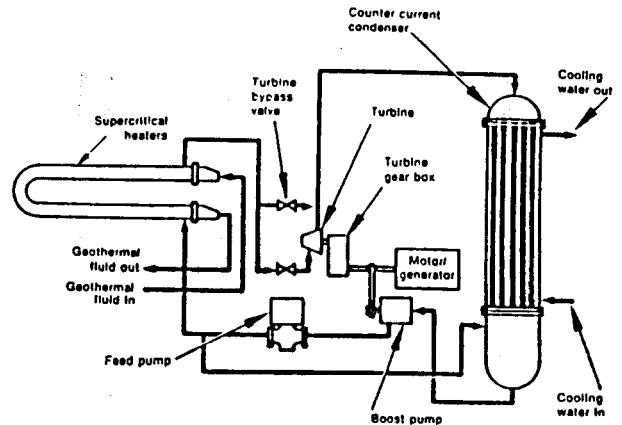 Counter current
condenser
Cooling
water out
Turbine
bypass
valve
Supercritical
heaters
Turbine
Turbine
gear box
Geothermal
fluid out
Geothermal
fluid in
Motor/
generator
Feed pump
Boost pump
Cooling
water in